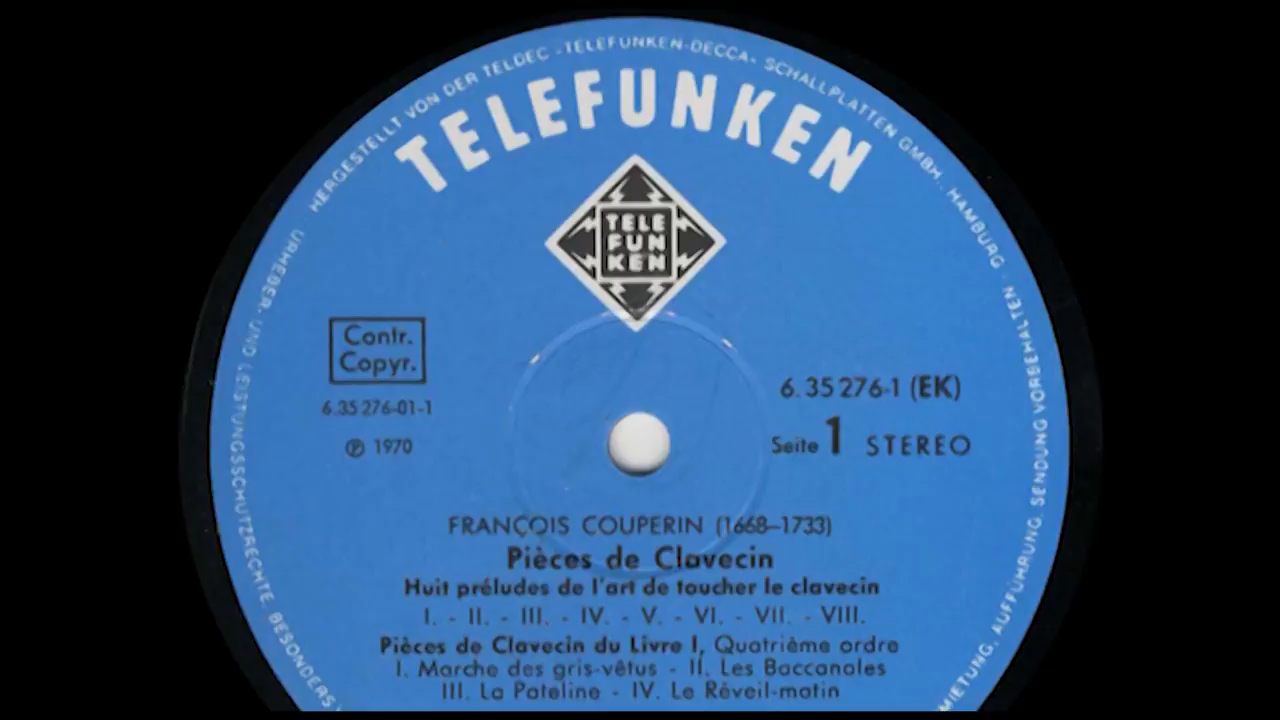 URHEBER- UND LEISTUNGSSCHUTZRECHTE, BESONDERS
HERGESTELLT VON DER TELDEC »TELEFUNKEN-DECCA« SCHALLPLATTEN GMBH, HAMBURG · VORBEHALTEN
MIETUNG, AUFFÜHRUNG, SENDUNG
TELEFUNKEN
TELE
FUN
KEN
Contr.
Copyr.
6.35 276-01-1
℗ 1970
6.35 276-1 (EK)
Seite 1 STEREO
FRANÇOIS COUPERIN (1668–1733)
Pièces de Clavecin
Huit préludes de l'art de toucher le clavecin
I. - II. - III. - IV. - V. - VI. - VII. - VIII.
Pièces de Clavecin du Livre I, Quatrième ordre
I. Marche des gris-vêtus - II. Les Baccanales
III. La Pateline - IV. Le Réveil-matin